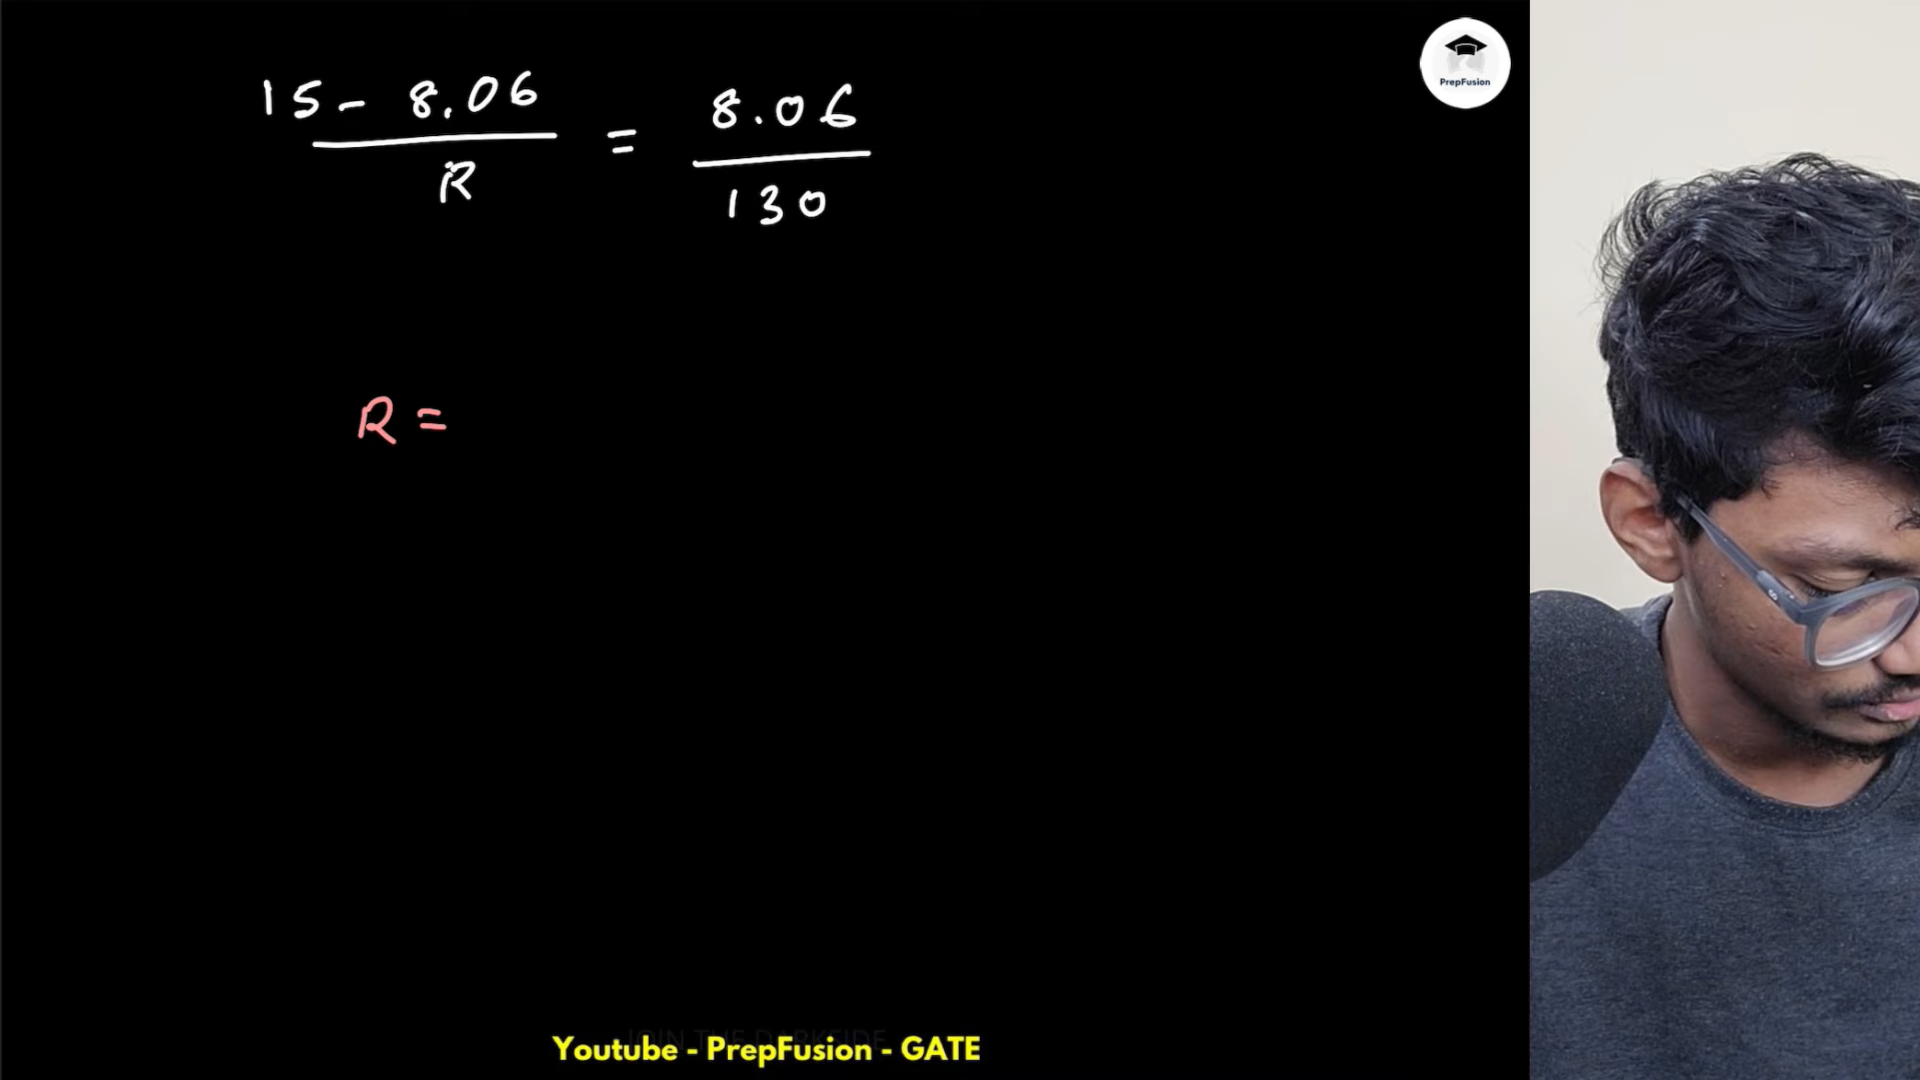 PrepFusion
15 - 8.06 / R = 8.06 / 130
R =
Youtube - PrepFusion - GATE